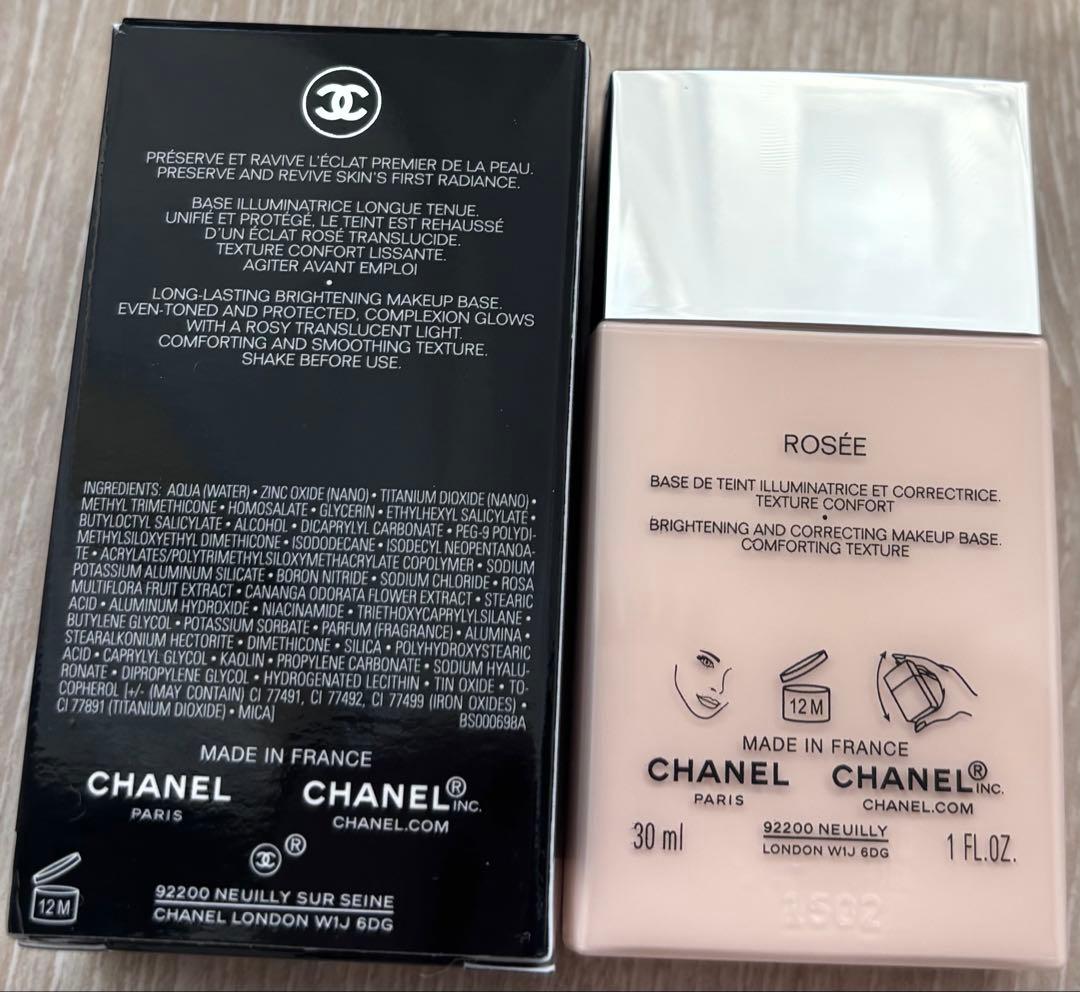 PRÉSERVE ET RAVIVE L'ÉCLAT PREMIER DE LA PEAU.
PRESERVE AND REVIVE SKIN'S FIRST RADIANCE.
BASE ILLUMINATRICE LONGUE TENUE.
UNIFIÉ ET PROTÉGÉ, LE TEINT EST REHAUSSÉ
D'UN ÉCLAT ROSÉ TRANSLUCIDE.
TEXTURE CONFORT LISSANTE.
AGITER AVANT EMPLOI
•
LONG-LASTING BRIGHTENING MAKEUP BASE.
EVEN-TONED AND PROTECTED, COMPLEXION GLOWS
WITH A ROSY TRANSLUCENT LIGHT.
COMFORTING AND SMOOTHING TEXTURE.
SHAKE BEFORE USE.
INGREDIENTS: AQUA (WATER) • ZINC OXIDE (NANO) • TITANIUM DIOXIDE (NANO) •
METHYL TRIMETHICONE • HOMOSALATE • GLYCERIN • ETHYLHEXYL SALICYLATE •
BUTYLOCTYL SALICYLATE • ALCOHOL • DICAPRYLYL CARBONATE • PEG-9 POLYDI-
METHYLSILOXYETHYL DIMETHICONE • ISODODECANE • ISODECYL NEOPENTANOA-
TE • ACRYLATES/POLYTRIMETHYLSILOXYMETHACRYLATE COPOLYMER • SODIUM
POTASSIUM ALUMINUM SILICATE • BORON NITRIDE • SODIUM CHLORIDE • ROSA
MULTIFLORA FRUIT EXTRACT • CANANGA ODORATA FLOWER EXTRACT • STEARIC
ACID • ALUMINUM HYDROXIDE • NIACINAMIDE • TRIETHOXYCAPRYLYLSILANE •
BUTYLENE GLYCOL • POTASSIUM SORBATE • PARFUM (FRAGRANCE) • ALUMINA •
STEARALKONIUM HECTORITE • DIMETHICONE • SILICA • POLYHYDROXYSTEARIC
ACID • CAPRYLYL GLYCOL • KAOLIN • PROPYLENE CARBONATE • SODIUM HYALU-
RONATE • DIPROPYLENE GLYCOL • HYDROGENATED LECITHIN • TIN OXIDE • TO-
COPHEROL [+/- (MAY CONTAIN) CI 77491, CI 77492, CI 77499 (IRON OXIDES) •
CI 77891 (TITANIUM DIOXIDE) • MICA] BS000698A
MADE IN FRANCE
CHANEL CHANEL® INC.
PARIS CHANEL.COM
®
12 M
92200 NEUILLY SUR SEINE
CHANEL LONDON W1J 6DG
ROSÉE
BASE DE TEINT ILLUMINATRICE ET CORRECTRICE.
TEXTURE CONFORT
•
BRIGHTENING AND CORRECTING MAKEUP BASE.
COMFORTING TEXTURE
12 M
MADE IN FRANCE
CHANEL CHANEL® INC.
PARIS CHANEL.COM
30 ml 92200 NEUILLY 1 FL.OZ.
LONDON W1J 6DG
1502